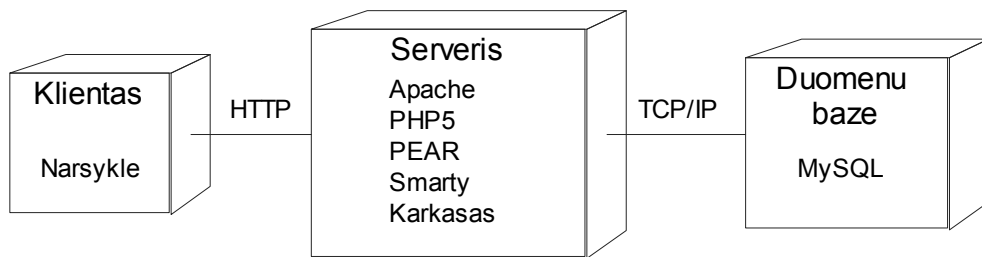 Klientas
Narsykle
HTTP
Serveris
Apache
PHP5
PEAR
Smarty
Karkasas
TCP/IP
Duomenu
baze
MySQL